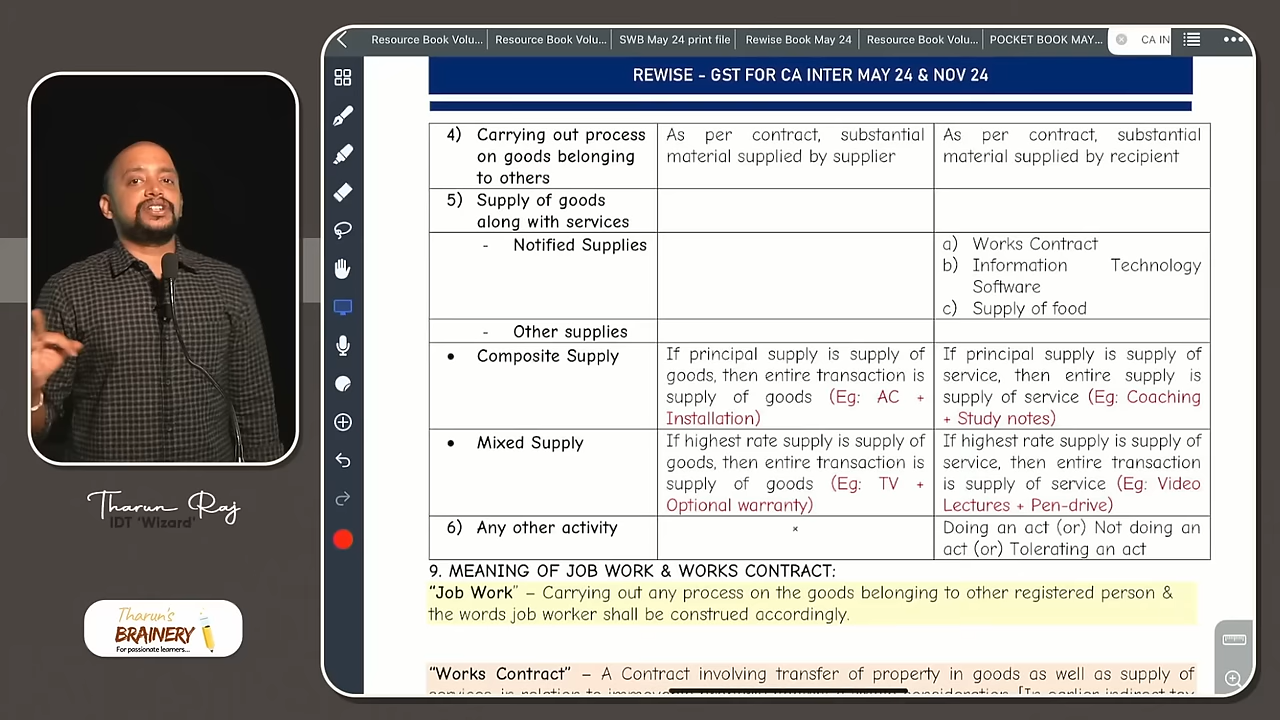 Resource Book Volu... Resource Book Volu... SWB May 24 print file Rewise Book May 24 Resource Book Volu... POCKET BOOK MAY... CA IN
REWISE - GST FOR CA INTER MAY 24 & NOV 24
4) Carrying out process on goods belonging to others
As per contract, substantial material supplied by supplier
As per contract, substantial material supplied by recipient
5) Supply of goods along with services
- Notified Supplies
a) Works Contract
b) Information Technology Software
c) Supply of food
- Other supplies
• Composite Supply
If principal supply is supply of goods, then entire transaction is supply of goods (Eg: AC + Installation)
If principal supply is supply of service, then entire supply is supply of service (Eg: Coaching + Study notes)
• Mixed Supply
If highest rate supply is supply of goods, then entire transaction is supply of goods (Eg: TV + Optional warranty)
If highest rate supply is supply of service, then entire transaction is supply of service (Eg: Video Lectures + Pen-drive)
6) Any other activity
×
Doing an act (or) Not doing an act (or) Tolerating an act
9. MEANING OF JOB WORK & WORKS CONTRACT:
"Job Work" – Carrying out any process on the goods belonging to other registered person &
the words job worker shall be construed accordingly.
"Works Contract" – A Contract involving transfer of property in goods as well as supply of
Tharun Raj
IDT 'Wizard'
Tharun's
BRAINERY
For passionate learners...